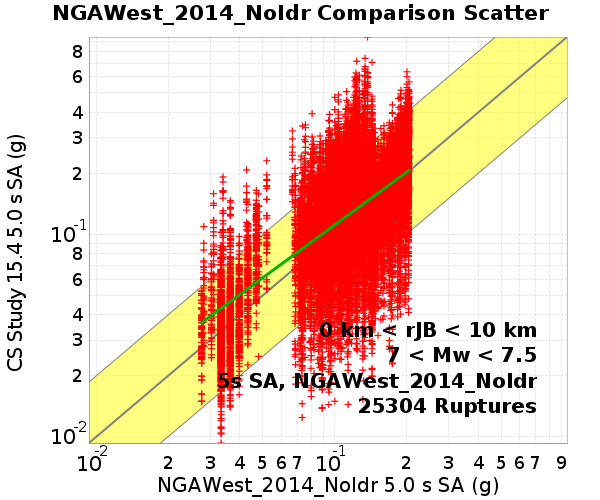 NGAWest_2014_NoIdr Comparison Scatter
CS Study 15.4 5.0 s SA (g)
8
6
4
3
2
10-1
8
6
4
3
2
10-2
0 km < rJB < 10 km
7 < Mw < 7.5
5s SA, NGAWest_2014_NoIdr
25304 Ruptures
10-2 2 3 4 5 6 7 10-1 2 3 4 5 6 7 9
NGAWest_2014_NoIdr 5.0 s SA (g)